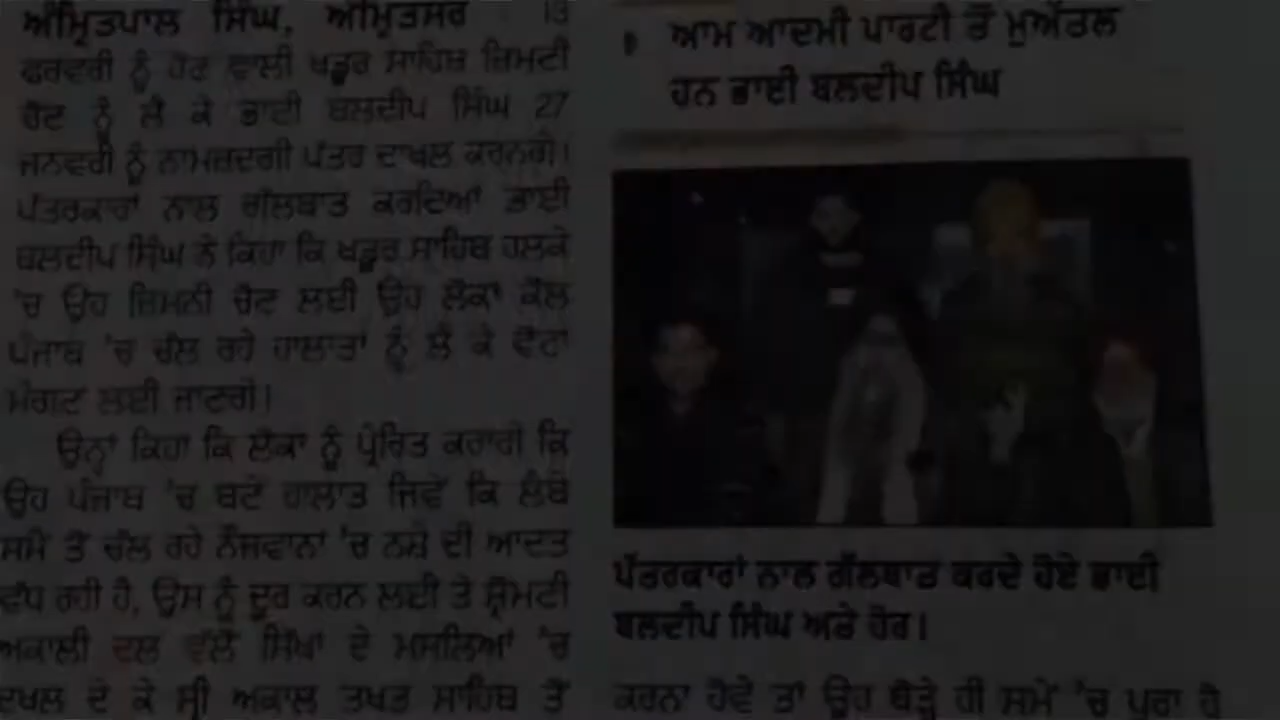 ਅੰਮ੍ਰਿਤਪਾਲ ਸਿੰਘ, ਅੰਮ੍ਰਿਤਸਰ 13
ਫਰਵਰੀ ਨੂੰ ਹੋਣ ਵਾਲੀ ਖਡੂਰ ਸਾਹਿਬ ਜ਼ਿਮਣੀ
ਚੋਣ ਨੂੰ ਲੈ ਕੇ ਭਾਈ ਬਲਦੀਪ ਸਿੰਘ 27
ਜਨਵਰੀ ਨੂੰ ਨਾਮਜ਼ਦਗੀ ਪੱਤਰ ਦਾਖਲ ਕਰਨਗੇ।
ਪੱਤਰਕਾਰਾਂ ਨਾਲ ਗੱਲਬਾਤ ਕਰਦਿਆਂ ਭਾਈ
ਬਲਦੀਪ ਸਿੰਘ ਨੇ ਕਿਹਾ ਕਿ ਖਡੂਰ ਸਾਹਿਬ ਹਲਕੇ
'ਚ ਉਹ ਜ਼ਿਮਨੀ ਚੋਣ ਲਈ ਉਹ ਲੋਕਾਂ ਕੋਲ
ਪੰਜਾਬ 'ਚ ਚੱਲ ਰਹੇ ਹਾਲਾਤਾਂ ਨੂੰ ਲੈ ਕੇ ਵੋਟਾਂ
ਮੰਗਣ ਲਈ ਜਾਣਗੇ।
ਉਨ੍ਹਾਂ ਕਿਹਾ ਕਿ ਲੋਕਾਂ ਨੂੰ ਪ੍ਰੇਰਿਤ ਕਰਾਂਗੇ ਕਿ
ਉਹ ਪੰਜਾਬ 'ਚ ਬਣੇ ਹਾਲਾਤ ਜਿਵੇਂ ਕਿ ਲੰਬੇ
ਸਮੇਂ ਤੋਂ ਚੱਲ ਰਹੇ ਨੌਜਵਾਨਾਂ 'ਚ ਨਸ਼ੇ ਦੀ ਆਦਤ
ਵੱਧ ਰਹੀ ਹੈ, ਉਸ ਨੂੰ ਦੂਰ ਕਰਨ ਲਈ ਤੇ ਸ਼੍ਰੋਮਣੀ
ਅਕਾਲੀ ਦਲ ਵੱਲੋਂ ਸਿੱਖਾਂ ਦੇ ਮਸਲਿਆਂ 'ਚ
ਦਖਲ ਦੇ ਕੇ ਸ੍ਰੀ ਅਕਾਲ ਤਖਤ ਸਾਹਿਬ ਤੋਂ
ਆਮ ਆਦਮੀ ਪਾਰਟੀ ਤੋਂ ਮੁਅੱਤਲ
ਹਨ ਭਾਈ ਬਲਦੀਪ ਸਿੰਘ
ਪੱਤਰਕਾਰਾਂ ਨਾਲ ਗੱਲਬਾਤ ਕਰਦੇ ਹੋਏ ਭਾਈ
ਬਲਦੀਪ ਸਿੰਘ ਅਤੇ ਹੋਰ।
ਕਰਨਾ ਹੋਵੇ ਤਾਂ ਉਹ ਥੋੜ੍ਹੇ ਹੀ ਸਮੇਂ 'ਚ ਪੂਰਾ ਹੋ